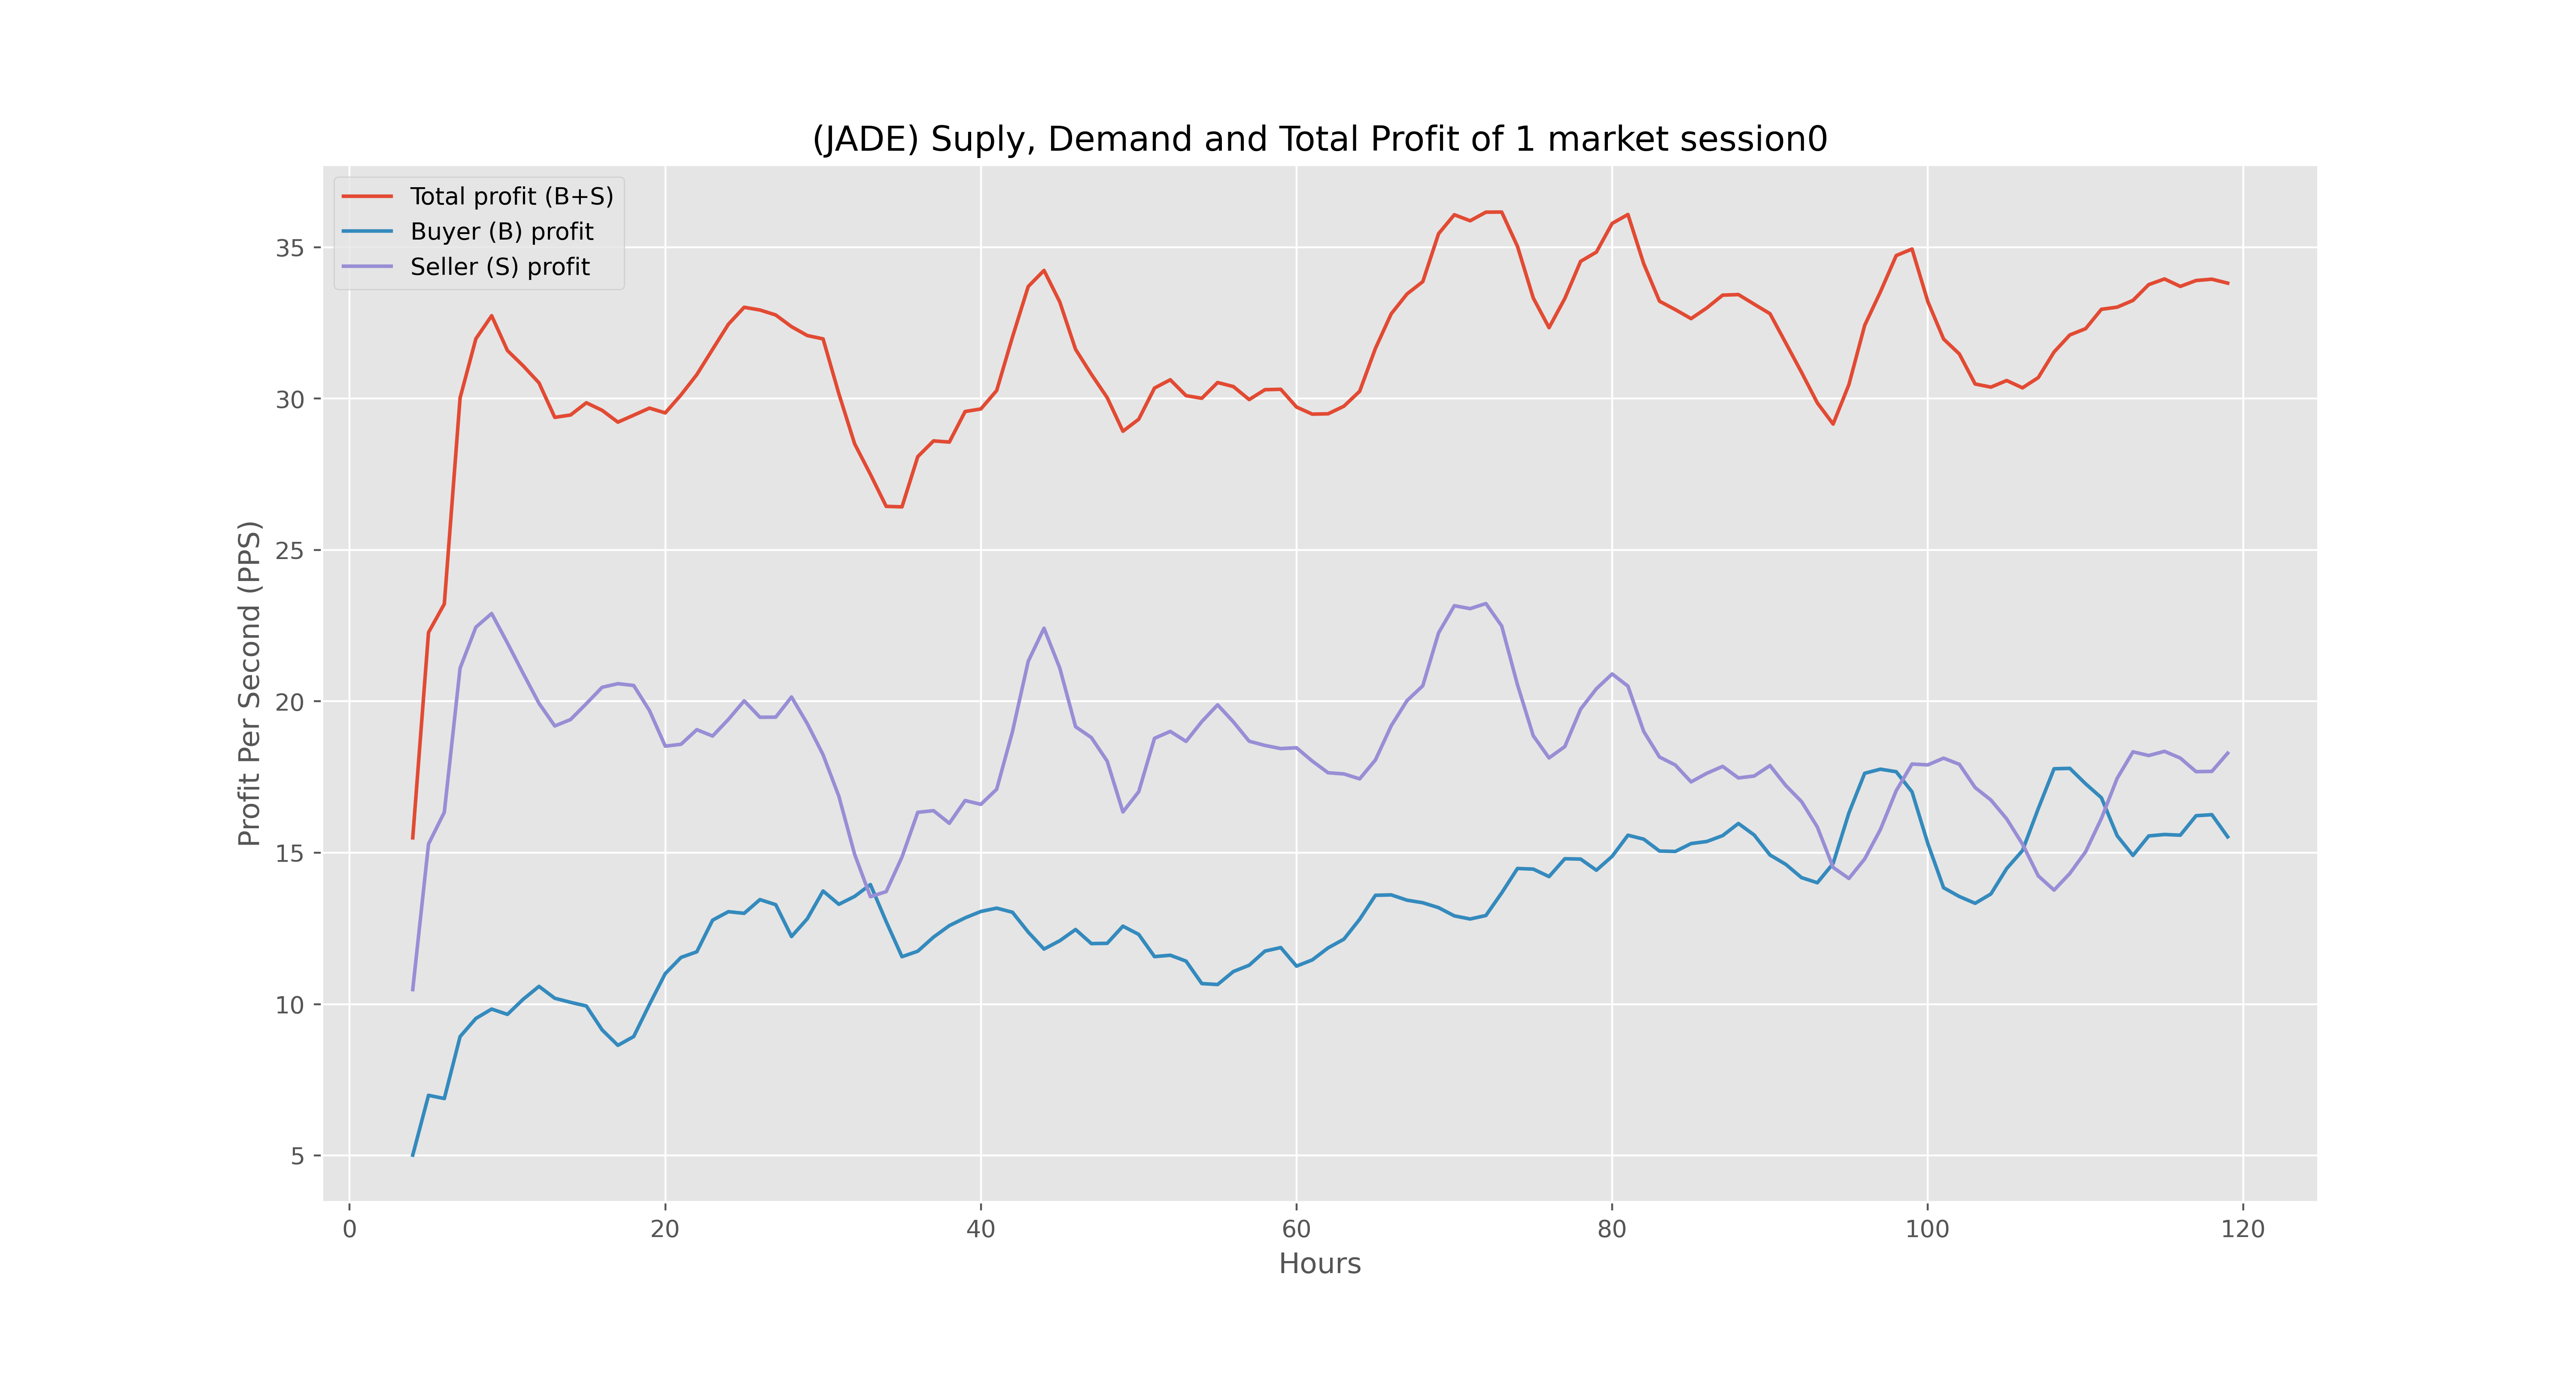 (JADE) Suply, Demand and Total Profit of 1 market session0
Total profit (B+S)
Buyer (B) profit
Seller (S) profit
Profit Per Second (PPS)
35
30
25
20
15
10
5
0 20 40 60 80 100 120
Hours